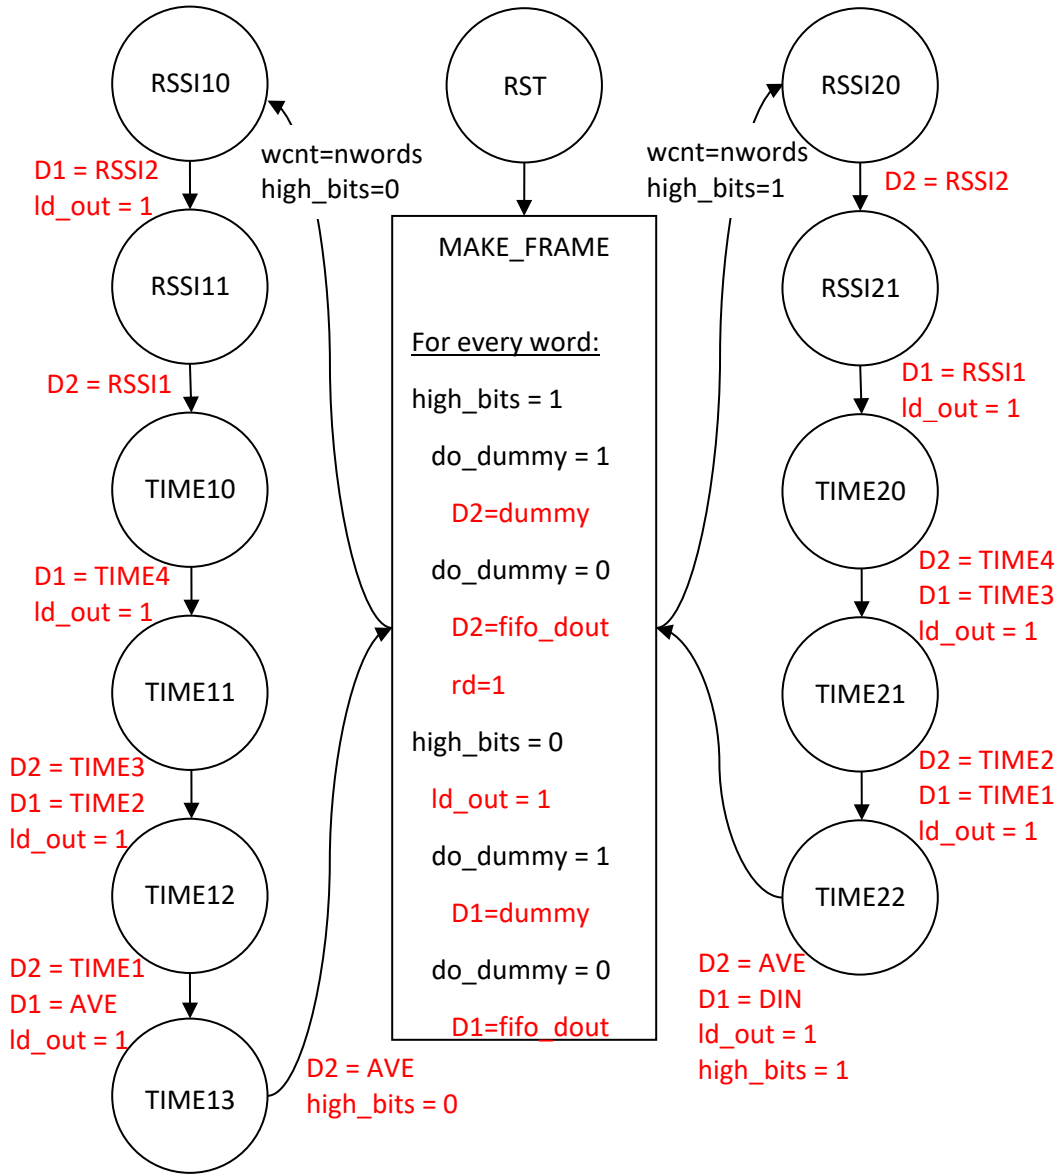 RSSI10
D1 = RSSI2
ld_out = 1
RSSI11
D2 = RSSI1
TIME10
D1 = TIME4
ld_out = 1
TIME11
D2 = TIME3
D1 = TIME2
ld_out = 1
TIME12
D2 = TIME1
D1 = AVE
ld_out = 1
TIME13
D2 = AVE
high_bits = 0
wcnt=nwords
high_bits=0
RST
MAKE_FRAME
For every word:
high_bits = 1
do_dummy = 1
D2=dummy
do_dummy = 0
D2=fifo_dout
rd=1
high_bits = 0
ld_out = 1
do_dummy = 1
D1=dummy
do_dummy = 0
D1=fifo_dout
wcnt=nwords
high_bits=1
RSSI20
D2 = RSSI2
RSSI21
D1 = RSSI1
ld_out = 1
TIME20
D2 = TIME4
D1 = TIME3
ld_out = 1
TIME21
D2 = TIME2
D1 = TIME1
ld_out = 1
TIME22
D2 = AVE
D1 = DIN
ld_out = 1
high_bits = 1